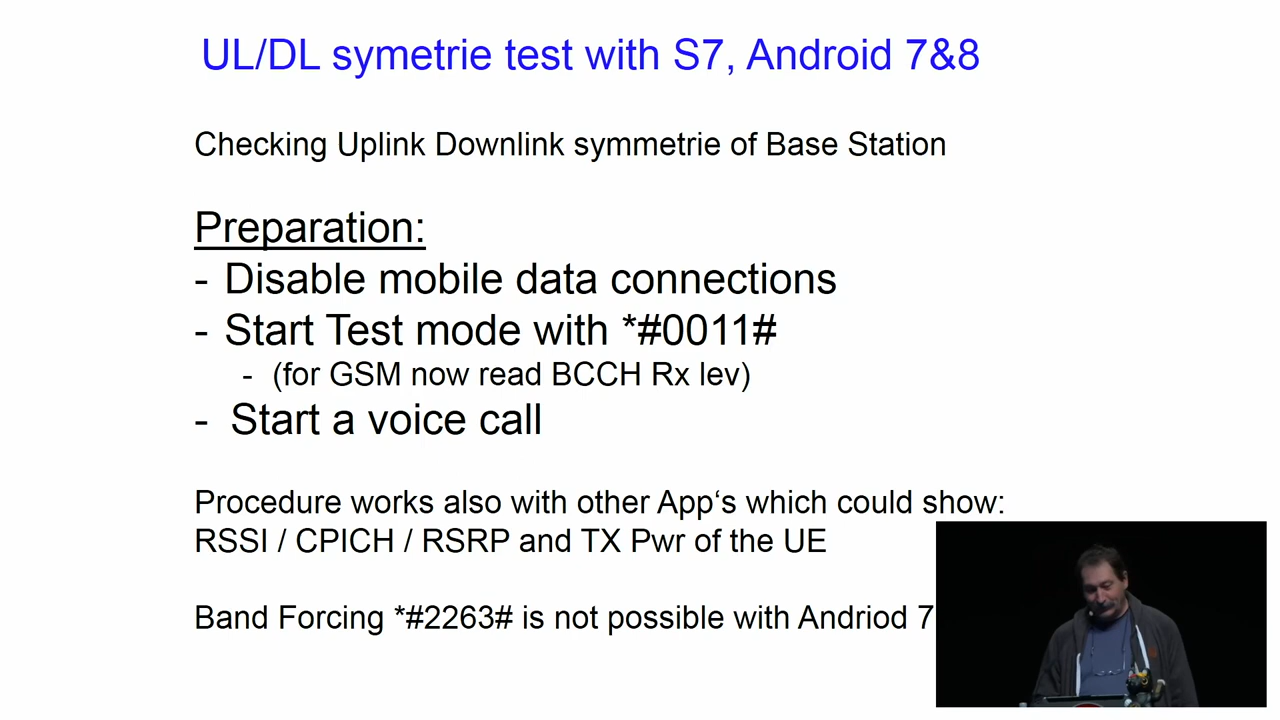 UL/DL symetrie test with S7, Android 7&8
Checking Uplink Downlink symmetrie of Base Station
Preparation:
- Disable mobile data connections
- Start Test mode with *#0011#
- (for GSM now read BCCH Rx lev)
- Start a voice call
Procedure works also with other App‘s which could show:
RSSI / CPICH / RSRP and TX Pwr of the UE
Band Forcing *#2263# is not possible with Andriod 7